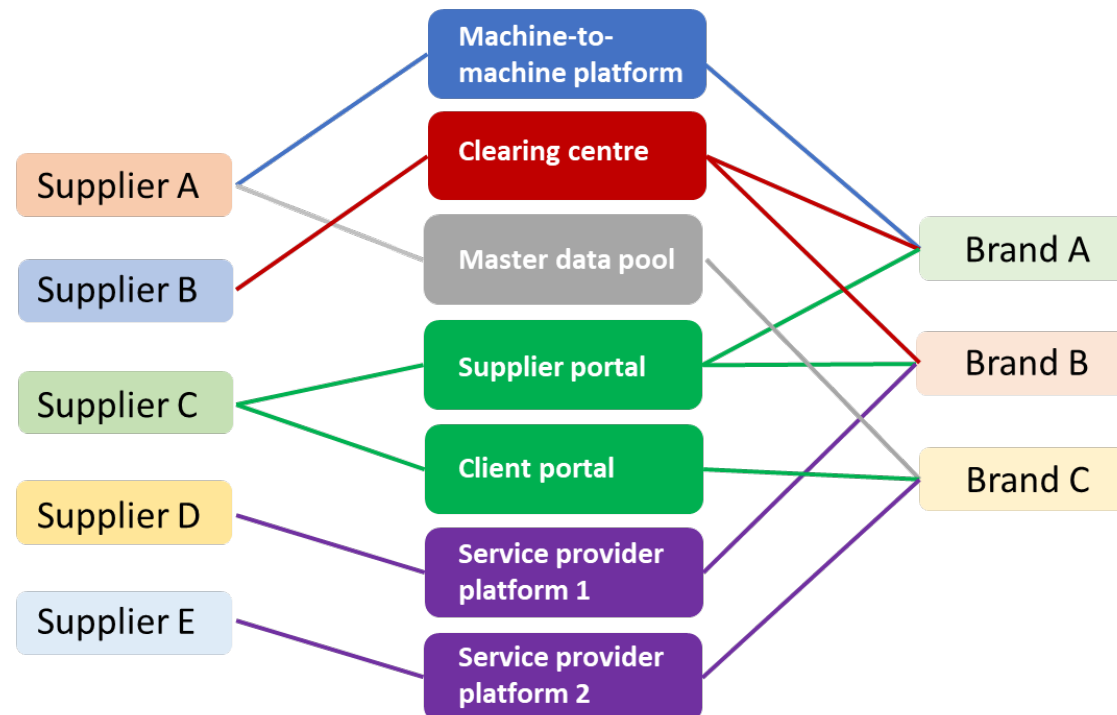 Supplier A
Supplier B
Supplier C
Supplier D
Supplier E
Machine-to-
machine platform
Clearing centre
Master data pool
Supplier portal
Client portal
Service provider
platform 1
Service provider
platform 2
Brand A
Brand B
Brand C